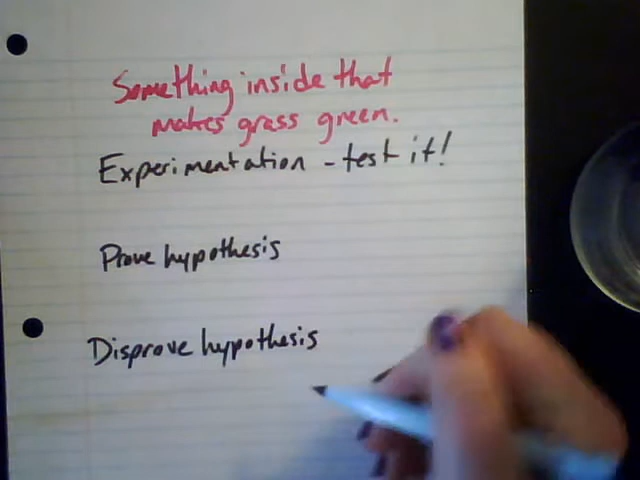 Something inside that
makes grass green.
Experimentation - test it!
Prove hypothesis
Disprove hypothesis